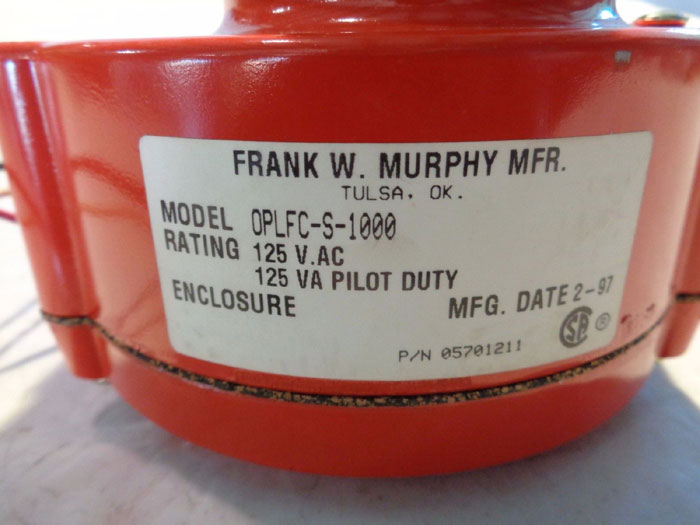 FRANK W. MURPHY MFR.
TULSA, OK.
MODEL OPLFC-S-1000
RATING 125 V.AC
125 VA PILOT DUTY
ENCLOSURE MFG. DATE 2-97
SA ®
P/N 05701211